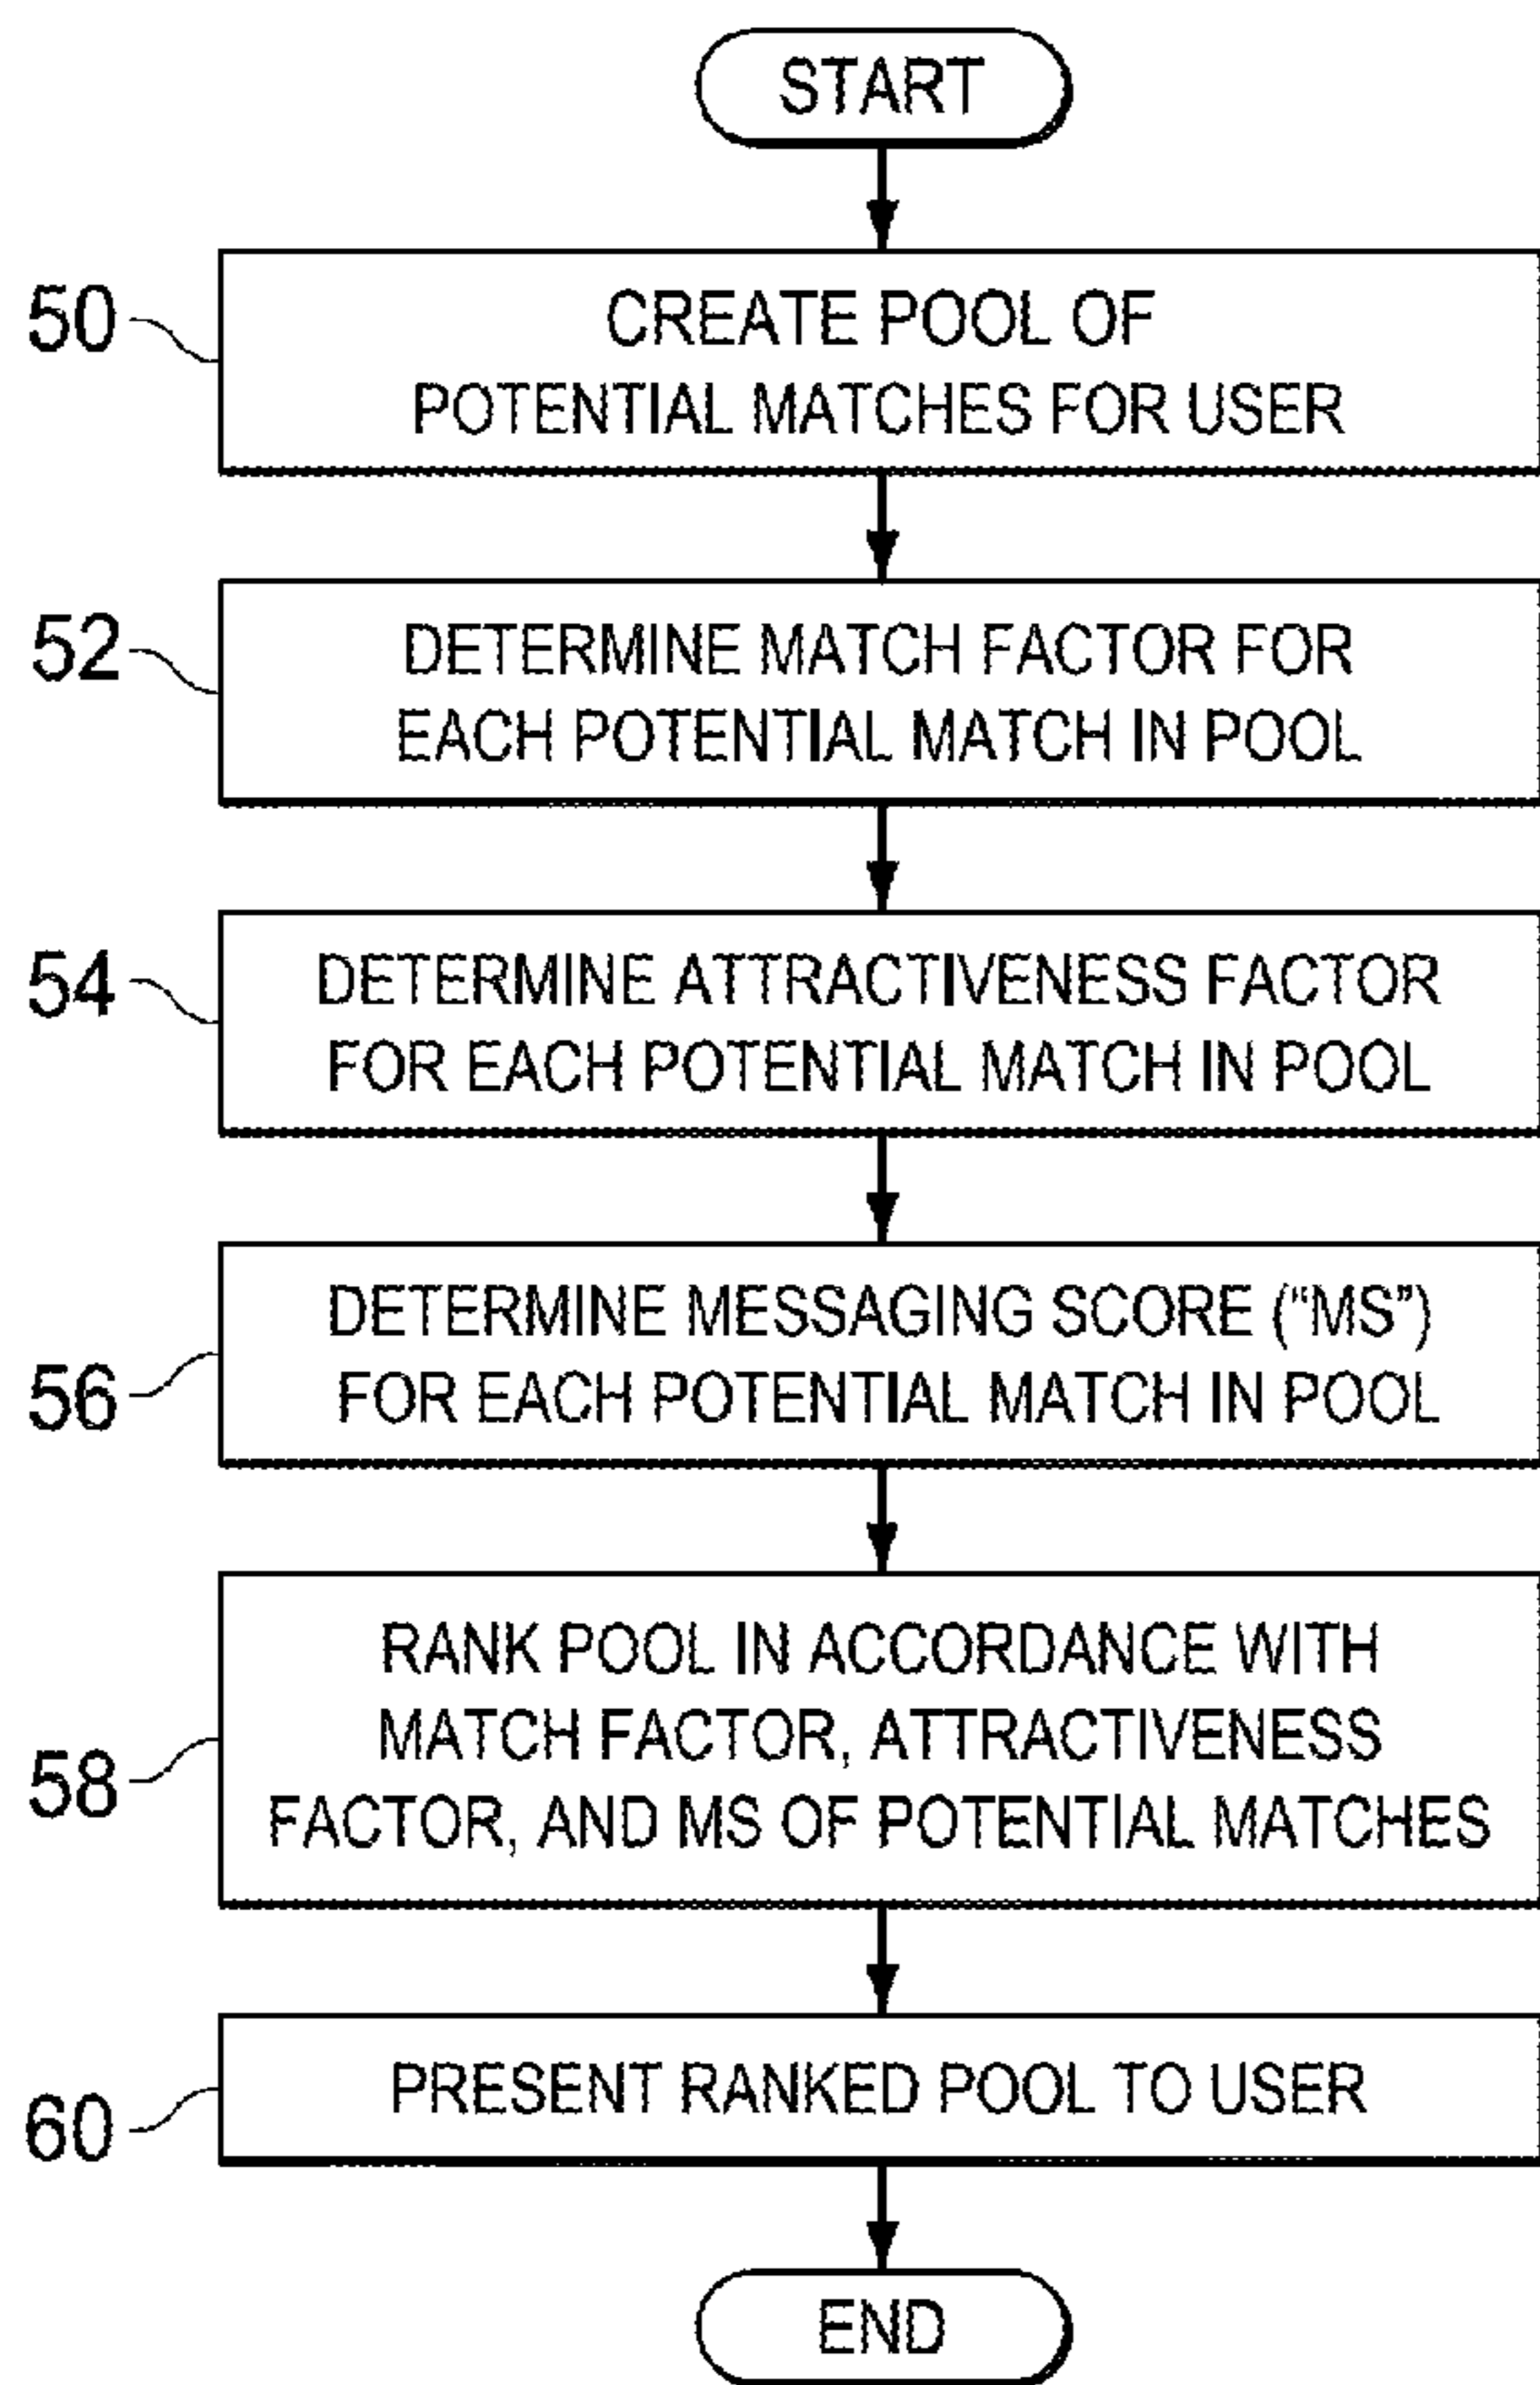 START
50
CREATE POOL OF
POTENTIAL MATCHES FOR USER
52
DETERMINE MATCH FACTOR FOR
EACH POTENTIAL MATCH IN POOL
54
DETERMINE ATTRACTIVENESS FACTOR
FOR EACH POTENTIAL MATCH IN POOL
56
DETERMINE MESSAGING SCORE (“MS”)
FOR EACH POTENTIAL MATCH IN POOL
58
RANK POOL IN ACCORDANCE WITH
MATCH FACTOR, ATTRACTIVENESS
FACTOR, AND MS OF POTENTIAL MATCHES
60
PRESENT RANKED POOL TO USER
END